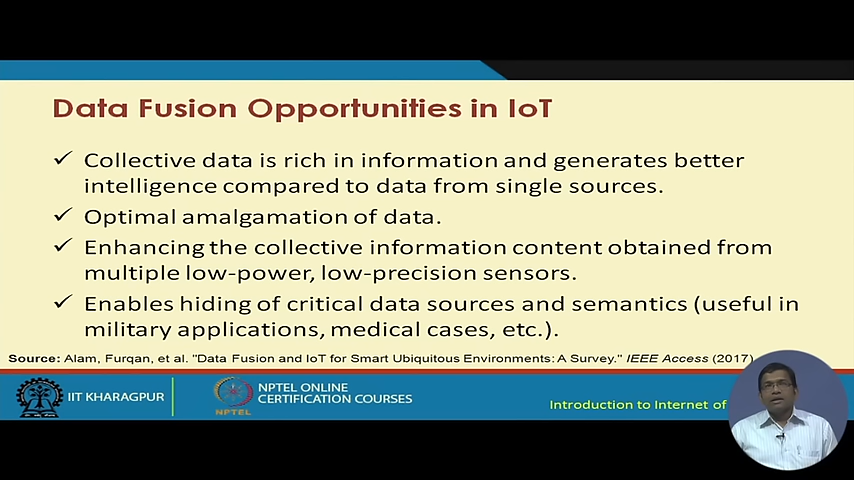 Data Fusion Opportunities in IoT
✓ Collective data is rich in information and generates better
intelligence compared to data from single sources.
✓ Optimal amalgamation of data.
✓ Enhancing the collective information content obtained from
multiple low-power, low-precision sensors.
✓ Enables hiding of critical data sources and semantics (useful in
military applications, medical cases, etc.).
Source: Alam, Furqan, et al. "Data Fusion and IoT for Smart Ubiquitous Environments: A Survey." IEEE Access (2017)
IIT KHARAGPUR
NPTEL
NPTEL ONLINE
CERTIFICATION COURSES
Introduction to Internet of